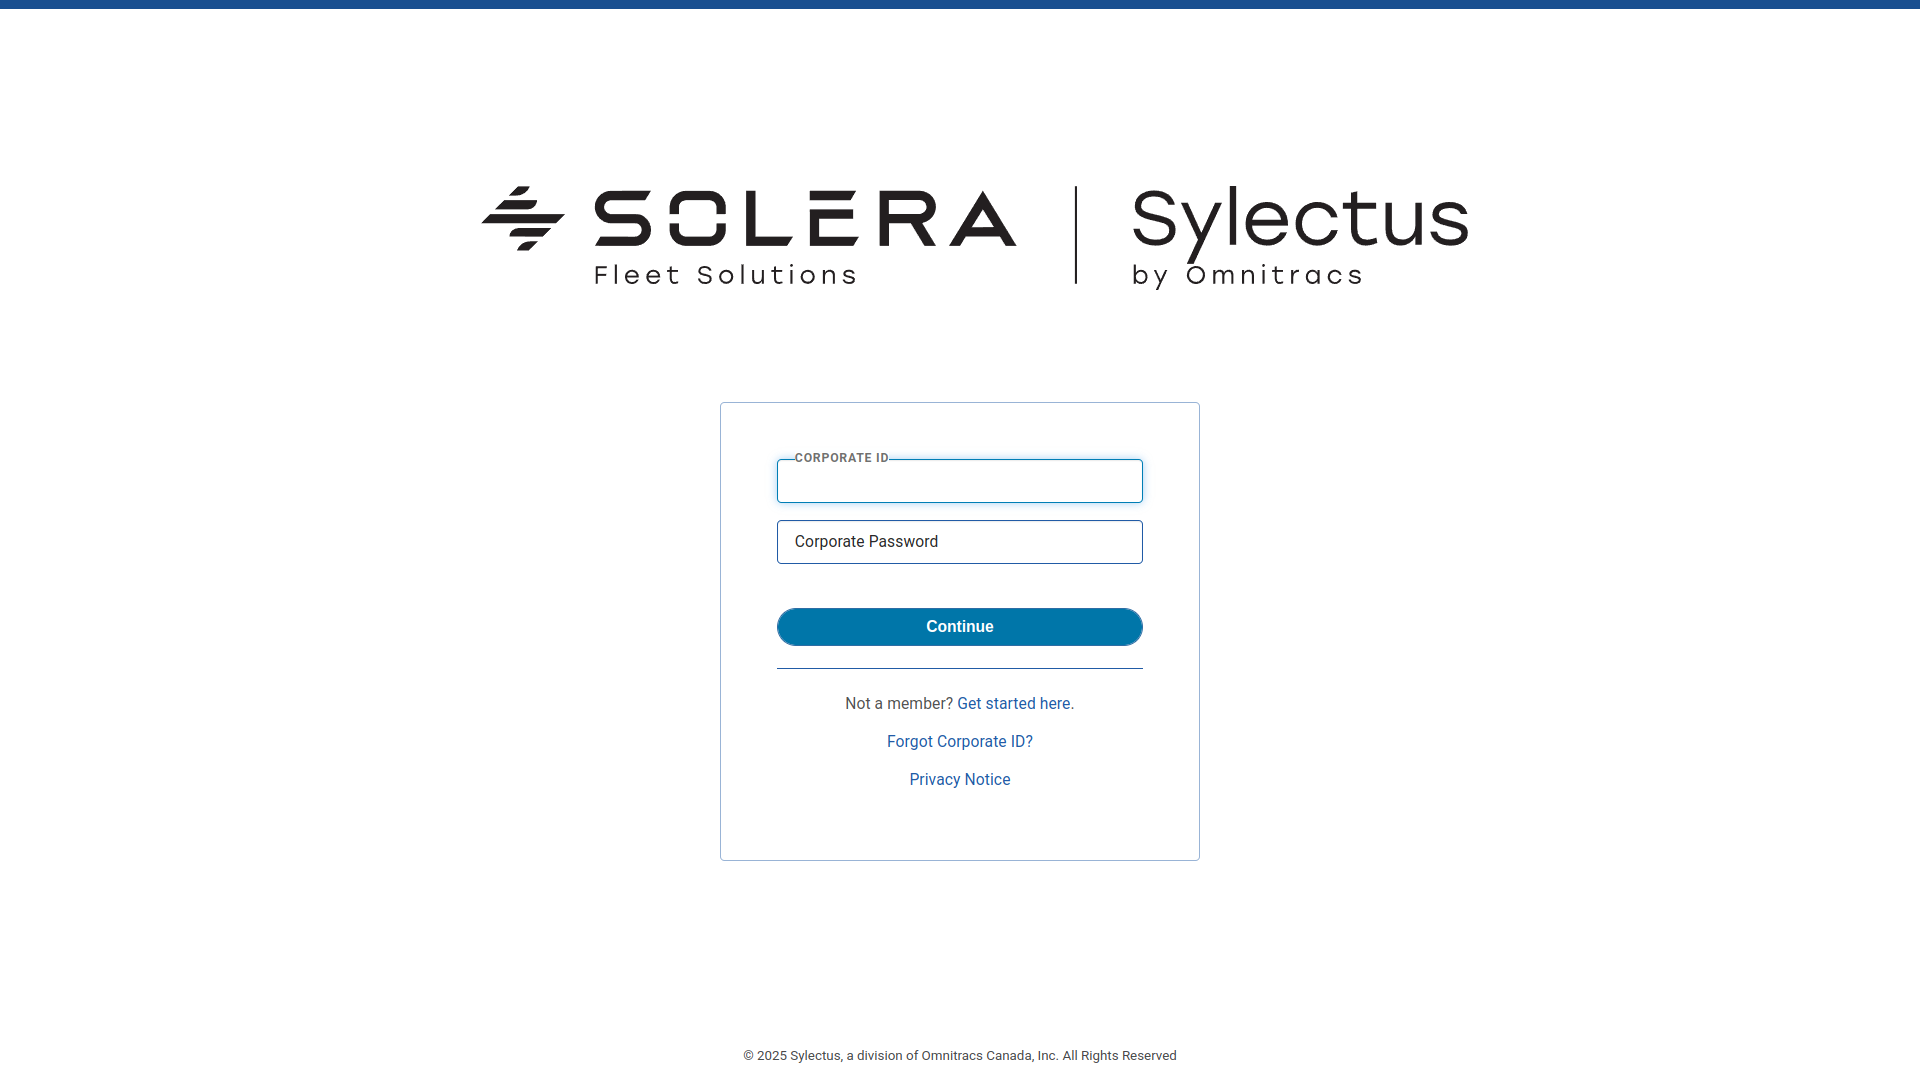 SOLERA
Fleet Solutions
Sylectus
by Omnitracs
CORPORATE ID
Corporate Password
Continue
Not a member? Get started here.
Forgot Corporate ID?
Privacy Notice
© 2025 Sylectus, a division of Omnitracs Canada, Inc. All Rights Reserved